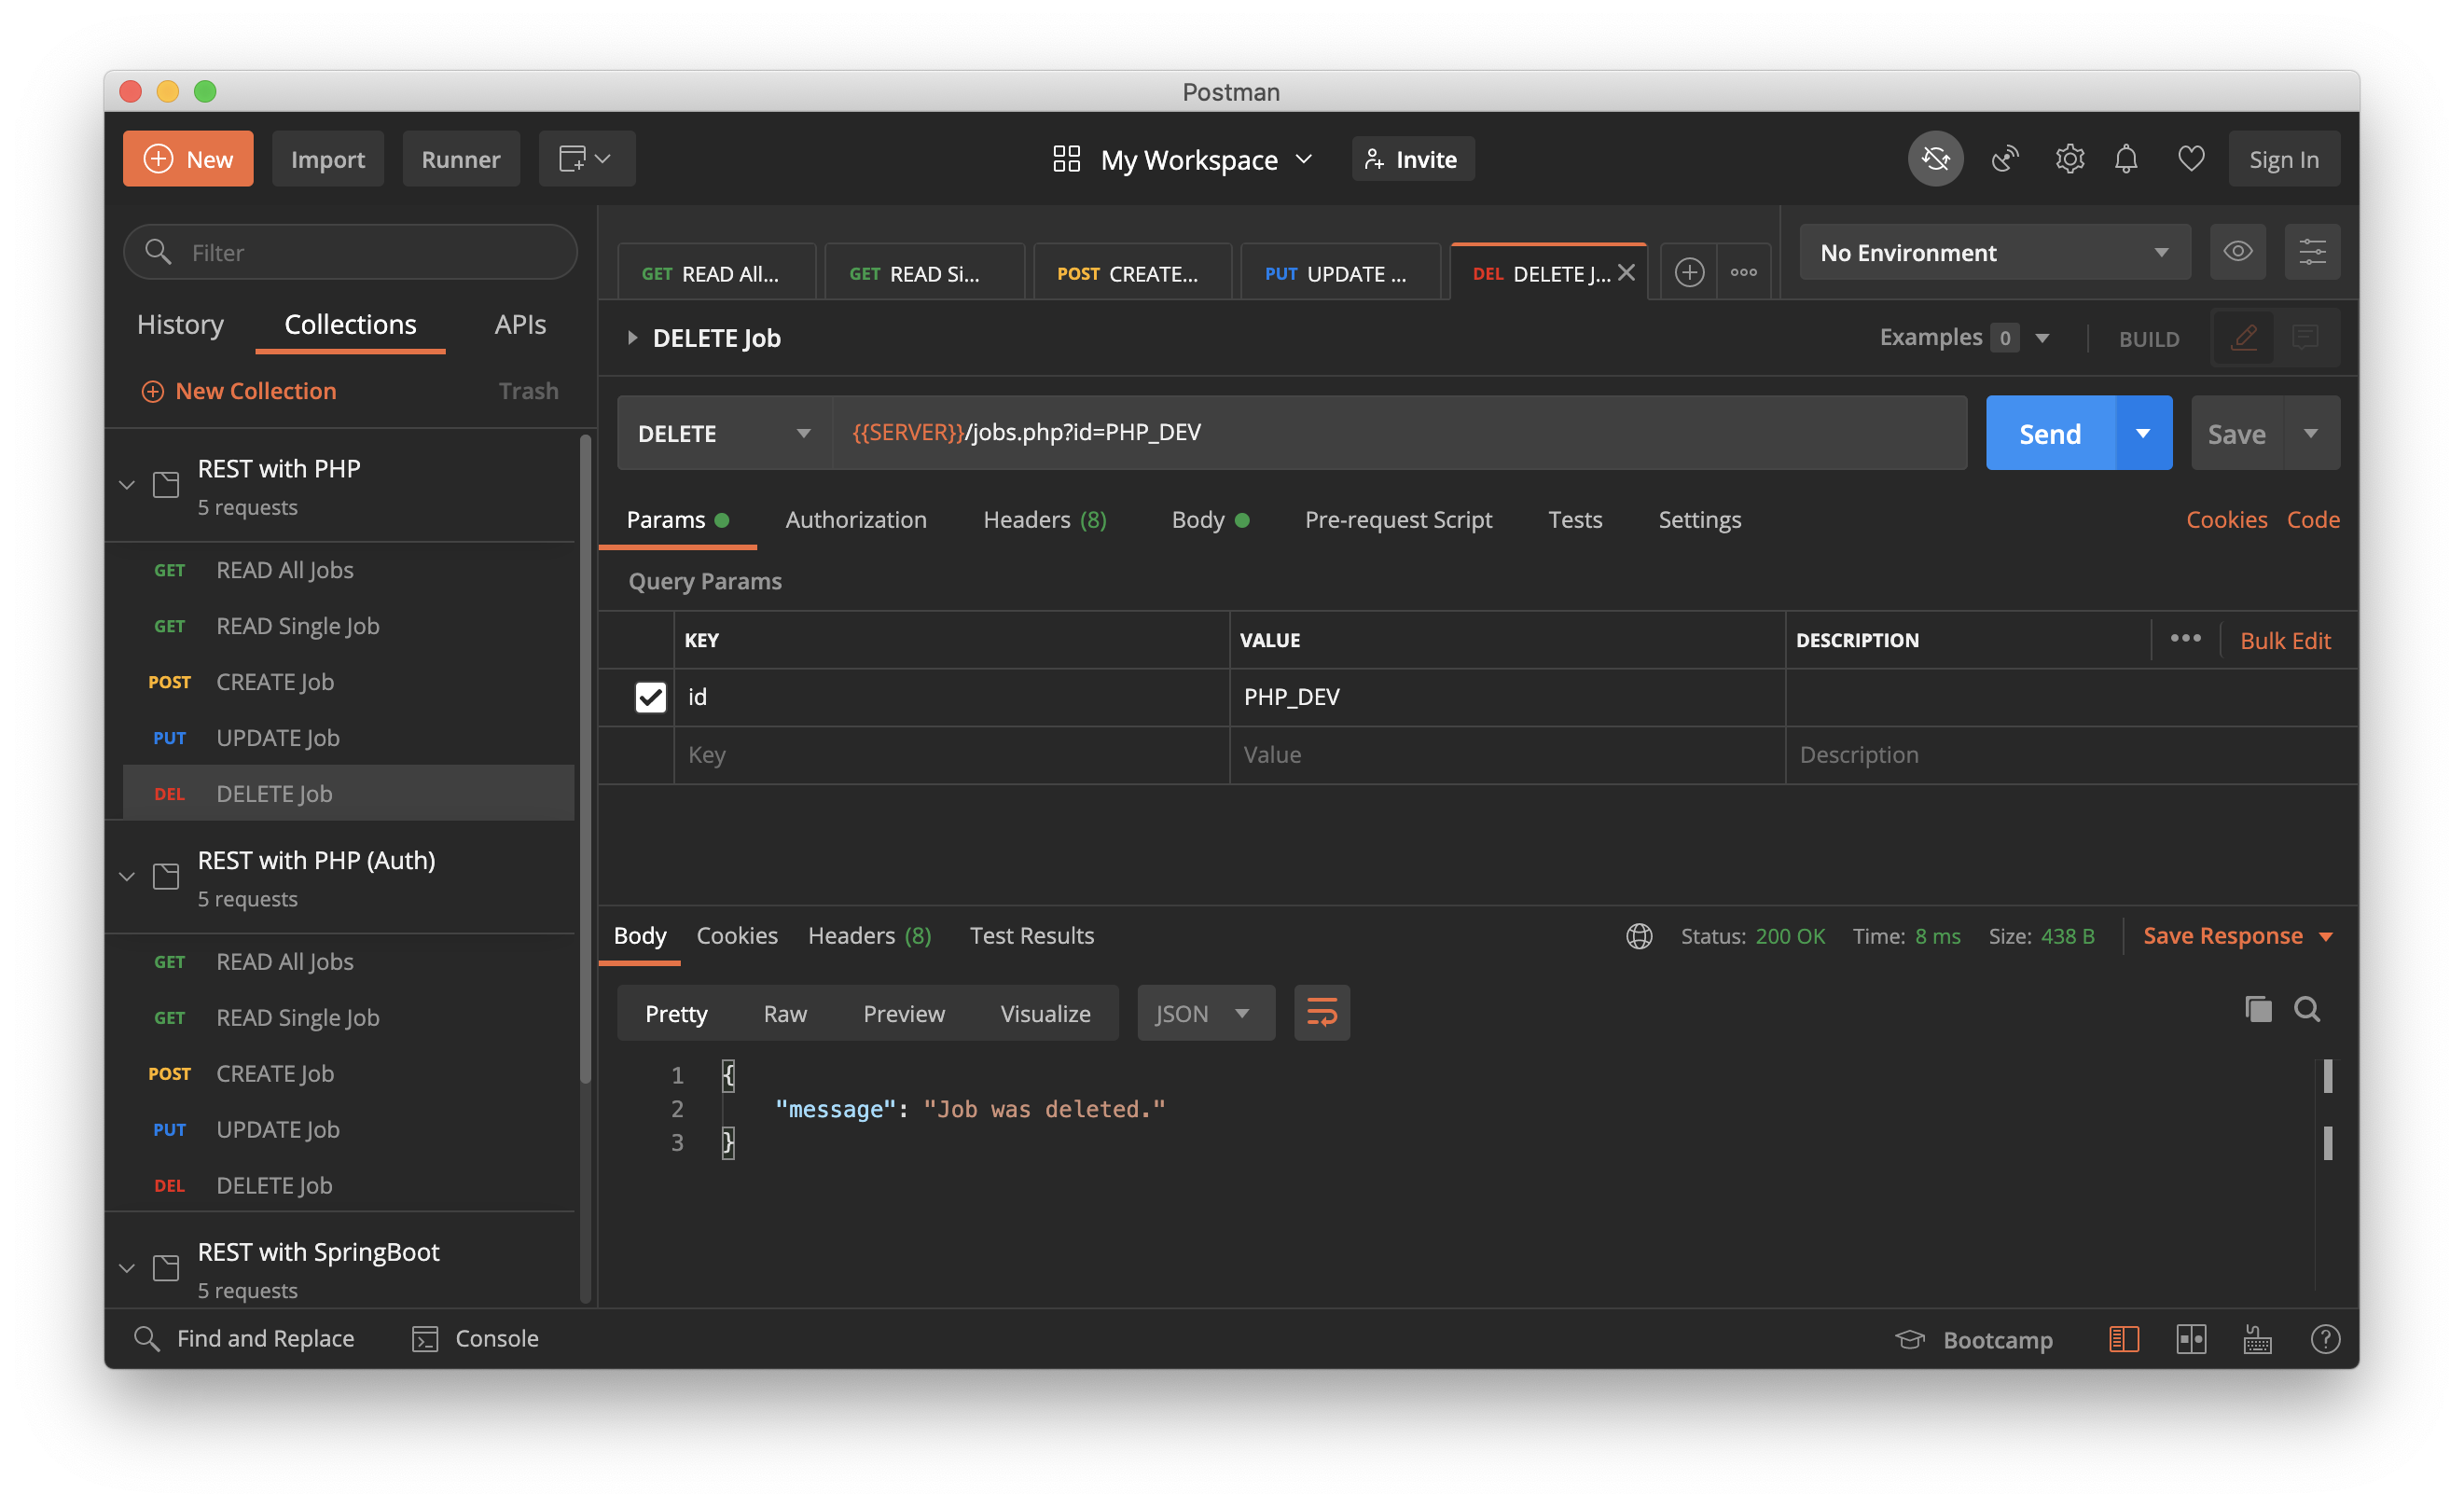 Postman
New
Import
Runner
My Workspace
Invite
Sign In
Filter
History
Collections
APIs
New Collection
Trash
REST with PHP
5 requests
GET READ All Jobs
GET READ Single Job
POST CREATE Job
PUT UPDATE Job
DEL DELETE Job
REST with PHP (Auth)
5 requests
GET READ All Jobs
GET READ Single Job
POST CREATE Job
PUT UPDATE Job
DEL DELETE Job
REST with SpringBoot
5 requests
GET READ All...
GET READ Si...
POST CREATE...
PUT UPDATE ...
DEL DELETE J...
No Environment
DELETE Job
Examples 0
BUILD
DELETE
{{SERVER}}/jobs.php?id=PHP_DEV
Send
Save
Params
Authorization
Headers (8)
Body
Pre-request Script
Tests
Settings
Cookies
Code
Query Params
KEY VALUE DESCRIPTION Bulk Edit
id PHP_DEV
Key Value Description
Body
Cookies
Headers (8)
Test Results
Status: 200 OK
Time: 8 ms
Size: 438 B
Save Response
Pretty
Raw
Preview
Visualize
JSON
1 {
2 "message": "Job was deleted."
3 }
Find and Replace
Console
Bootcamp